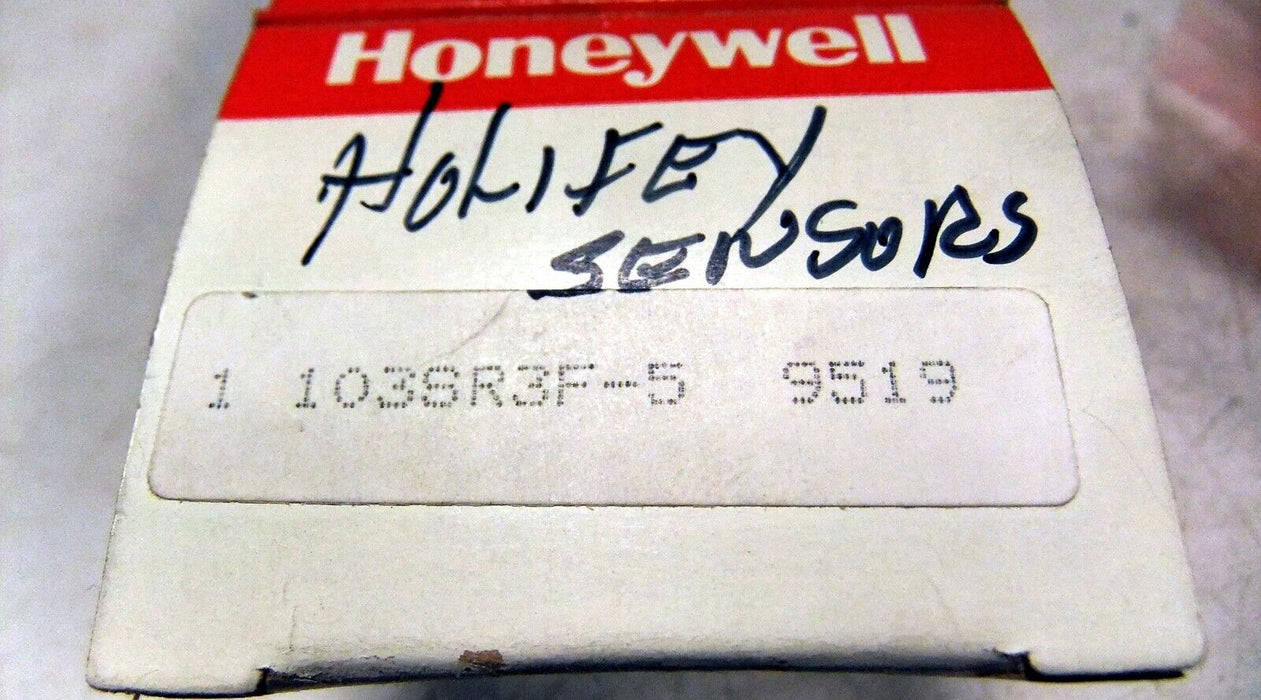 Honeywell
HOLIFEY
SENSORS
1 103SR3F-5 9519